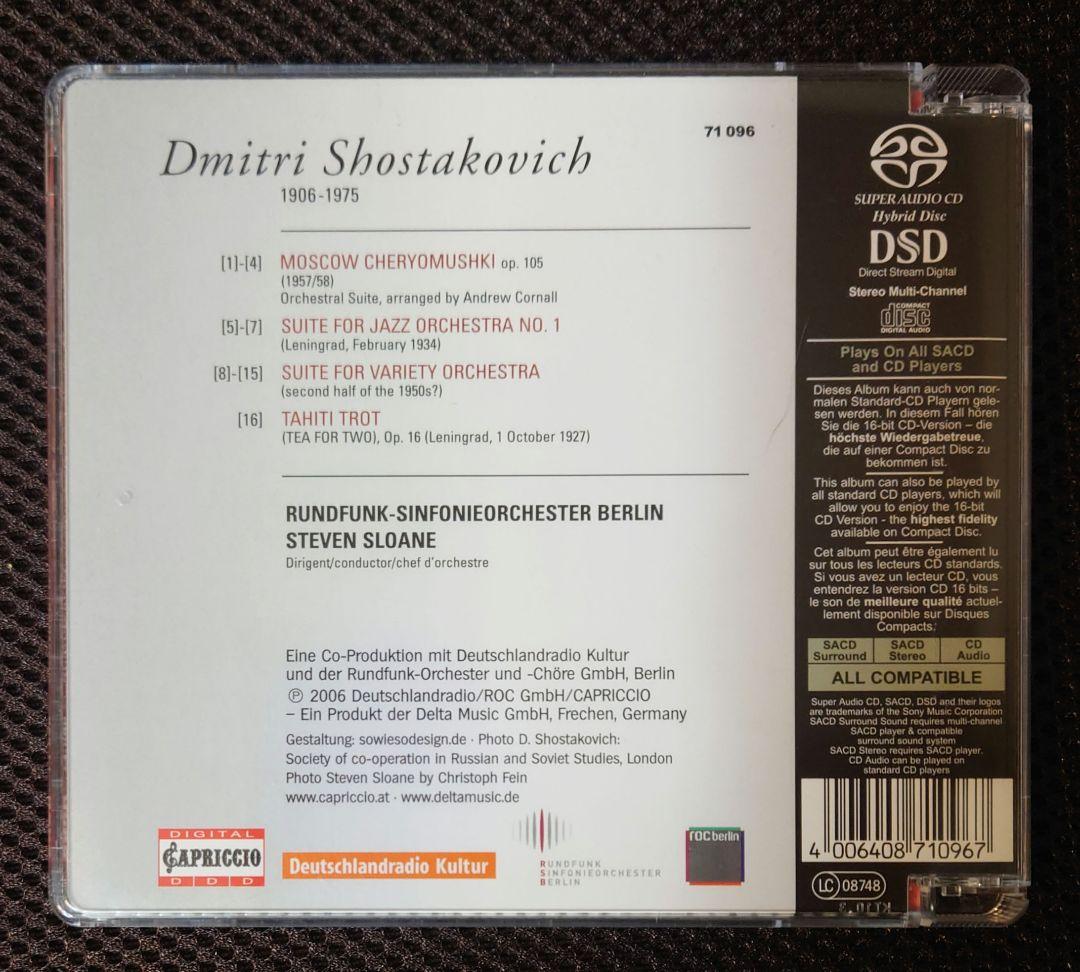 71 096
Dmitri Shostakovich
1906-1975
[1]-[4] MOSCOW CHERYOMUSHKI op. 105
(1957/58)
Orchestral Suite, arranged by Andrew Cornall
[5]-[7] SUITE FOR JAZZ ORCHESTRA NO. 1
(Leningrad, February 1934)
[8]-[15] SUITE FOR VARIETY ORCHESTRA
(second half of the 1950s?)
[16] TAHITI TROT
(TEA FOR TWO), Op. 16 (Leningrad, 1 October 1927)
RUNDFUNK-SINFONIEORCHESTER BERLIN
STEVEN SLOANE
Dirigent/conductor/chef d'orchestre
Eine Co-Produktion mit Deutschlandradio Kultur
und der Rundfunk-Orchester und -Chöre GmbH, Berlin
℗ 2006 Deutschlandradio/ROC GmbH/CAPRICCIO
– Ein Produkt der Delta Music GmbH, Frechen, Germany
Gestaltung: sowiesodesign.de · Photo D. Shostakovich:
Society of co-operation in Russian and Soviet Studies, London
Photo Steven Sloane by Christoph Fein
www.capriccio.at · www.deltamusic.de
DIGITAL
CAPRICCIO
D D D
Deutschlandradio Kultur
RUNDFUNK
SINFONIEORCHESTER
BERLIN
roc berlin
SUPER AUDIO CD
Hybrid Disc
DSD
Direct Stream Digital
Stereo Multi-Channel
COMPACT
disc
DIGITAL AUDIO
Plays On All SACD
and CD Players
Dieses Album kann auch von nor-
malen Standard-CD Playern gele-
sen werden. In diesem Fall hören
Sie die 16-bit CD-Version – die
höchste Wiedergabetreue,
die auf einer Compact Disc zu
bekommen ist.
This album can also be played by
all standard CD players, which will
allow you to enjoy the 16-bit
CD Version - the highest fidelity
available on Compact Disc.
Cet album peut être également lu
sur tous les lecteurs CD standards.
Si vous avez un lecteur CD, vous
entendrez la version CD 16 bits –
le son de meilleure qualité actuel-
lement disponible sur Disques
Compacts.
SACD Surround
SACD Stereo
CD Audio
ALL COMPATIBLE
Super Audio CD, SACD, DSD and their logos
are trademarks of the Sony Music Corporation
SACD Surround Sound requires multi-channel
SACD player & compatible
surround sound system
SACD Stereo requires SACD player.
CD Audio can be played on
standard CD players
4 006408 710967
LC 08748